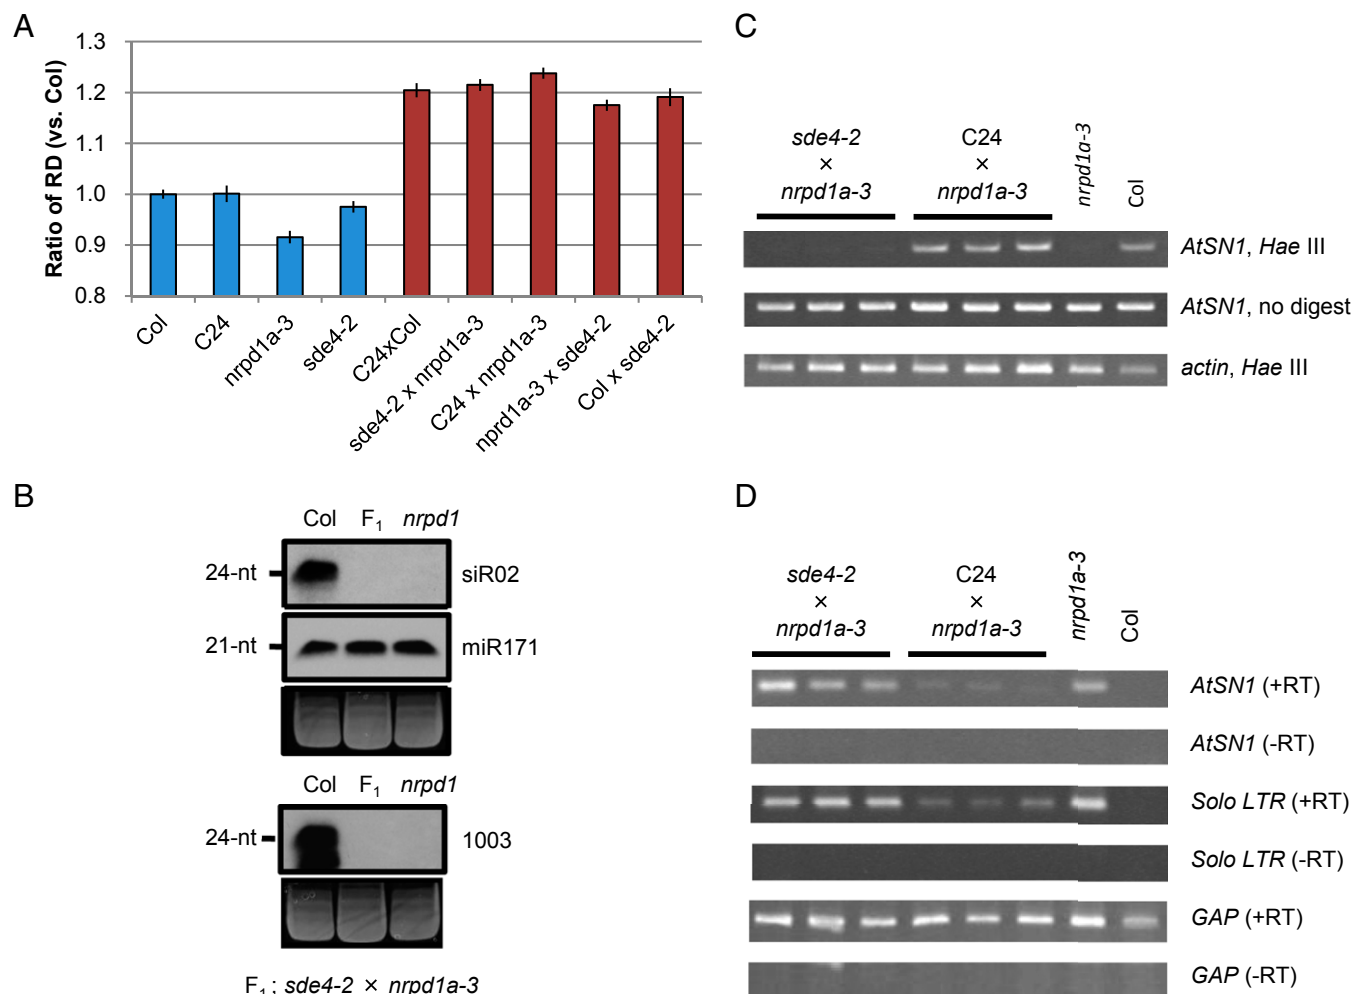 A
Ratio of RD (vs. Col)
1.3
1.2
1.1
1.0
0.9
0.8
Col
C24
nrpd1a-3
sde4-2
C24xCol
sde4-2 x nrpd1a-3
C24 x nrpd1a-3
nprd1a-3 x sde4-2
Col x sde4-2
B
Col F1 nrpd1
24-nt siR02
21-nt miR171
Col F1 nrpd1
24-nt 1003
F1; sde4-2 × nrpd1a-3
C
sde4-2 × nrpd1a-3
C24 × nrpd1a-3
nrpd1a-3
Col
AtSN1, Hae III
AtSN1, no digest
actin, Hae III
D
sde4-2 × nrpd1a-3
C24 × nrpd1a-3
nrpd1a-3
Col
AtSN1 (+RT)
AtSN1 (-RT)
Solo LTR (+RT)
Solo LTR (-RT)
GAP (+RT)
GAP (-RT)